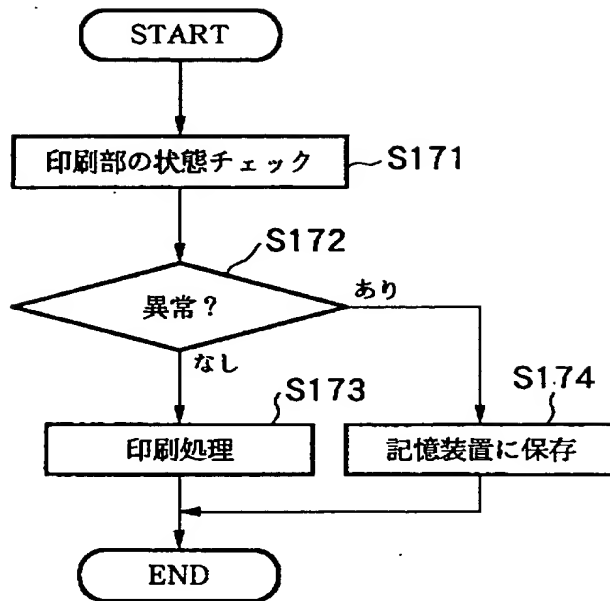 START
印刷部の状態チェック
S171
S172
異常?
あり
なし
S173
S174
印刷処理
記憶装置に保存
END